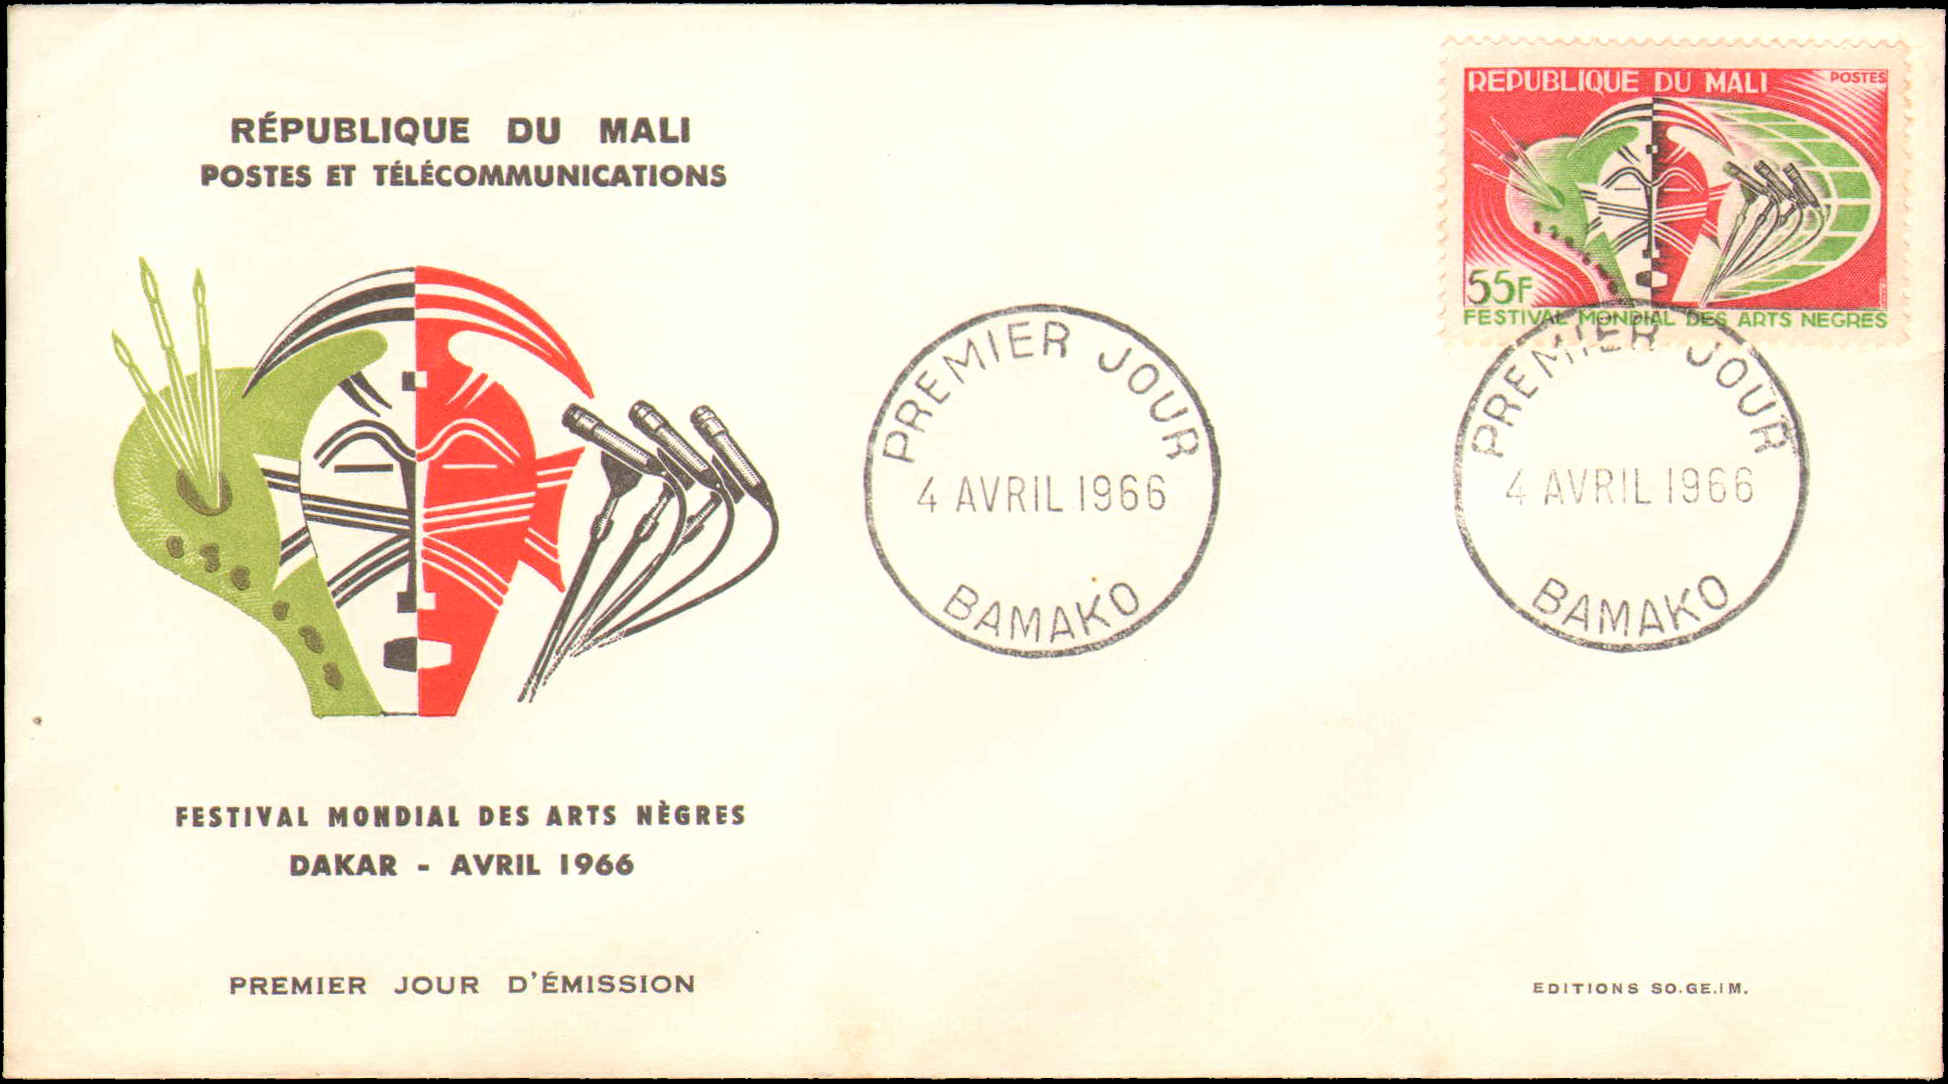 RÉPUBLIQUE DU MALI
POSTES ET TÉLÉCOMMUNICATIONS
FESTIVAL MONDIAL DES ARTS NÈGRES
DAKAR - AVRIL 1966
PREMIER JOUR D'ÉMISSION
PREMIER JOUR
4 AVRIL 1966
BAMAKO
REPUBLIQUE DU MALI POSTES
55F
FESTIVAL MONDIAL DES ARTS NEGRES
PREMIER JOUR
4 AVRIL 1966
BAMAKO
EDITIONS SO.GE.IM.